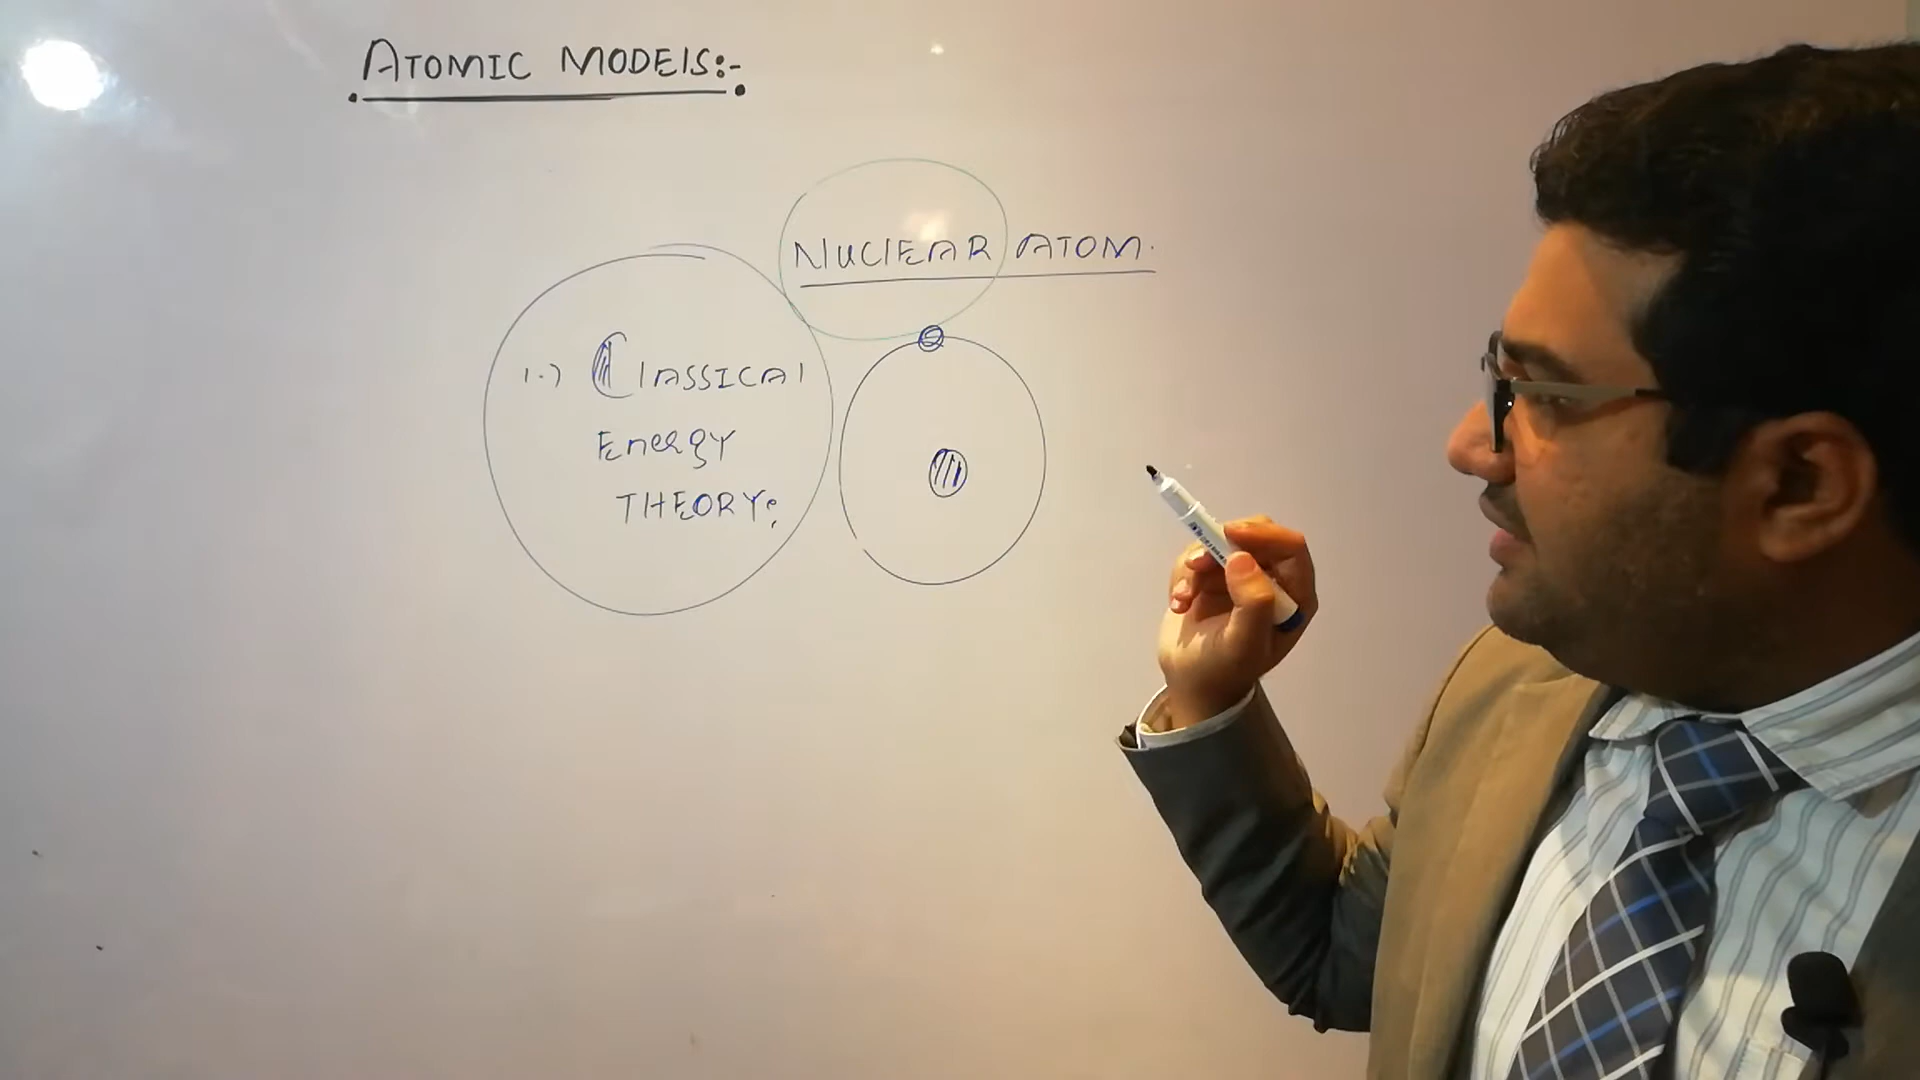 ATOMIC MODELS:-
NUCLEAR ATOM.
1.) CLASSICAL
ENERGY
THEORY: